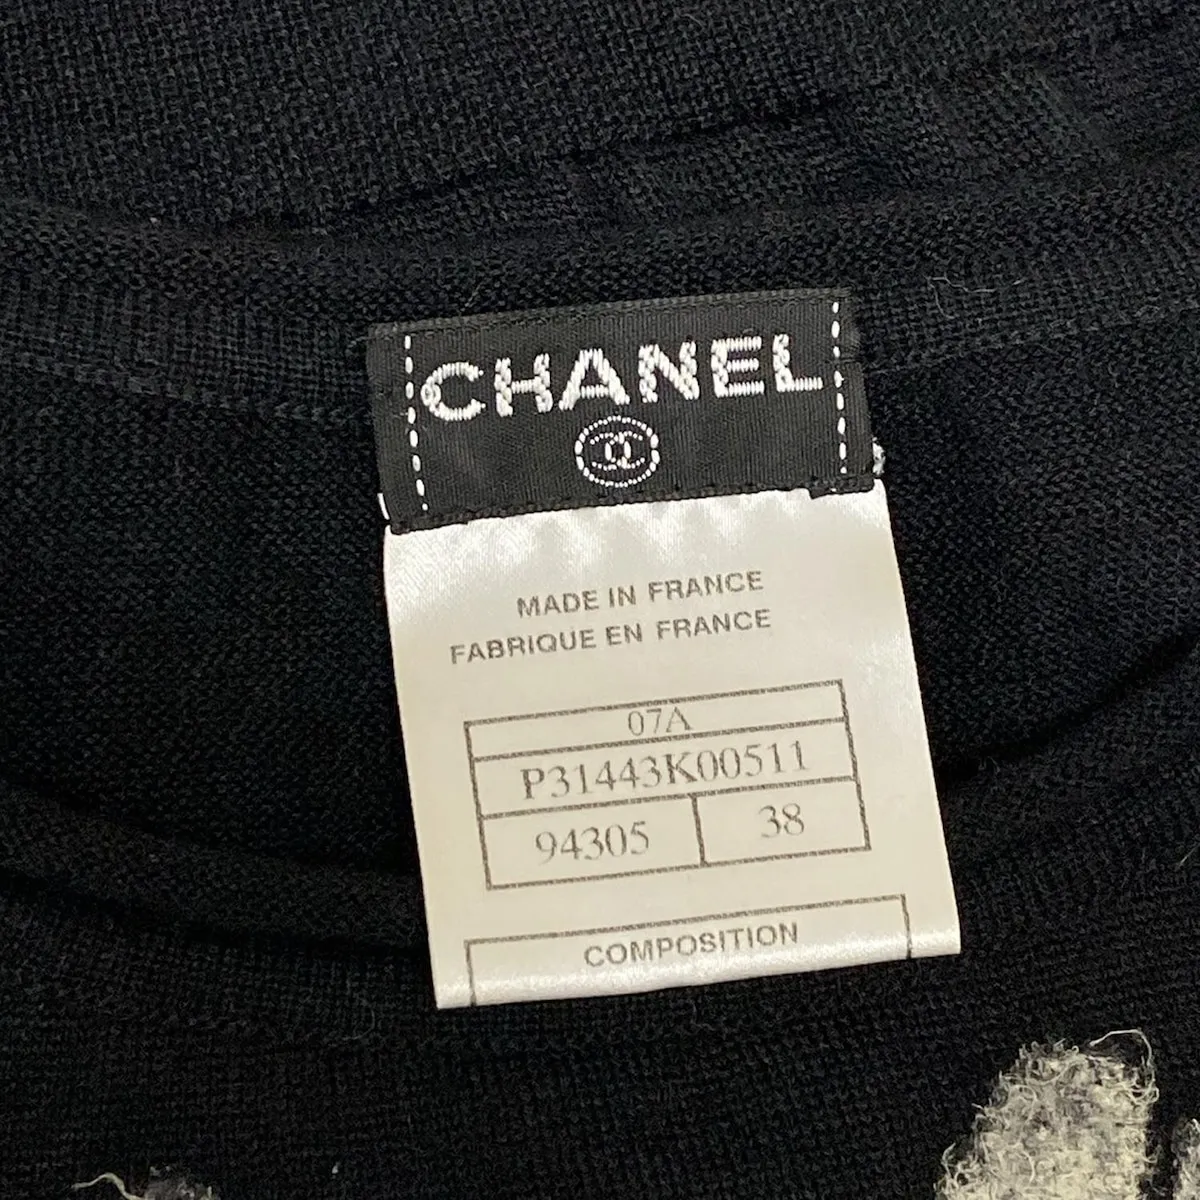 CHANEL
MADE IN FRANCE
FABRIQUE EN FRANCE
07A
P31443K00511
94305 38
COMPOSITION